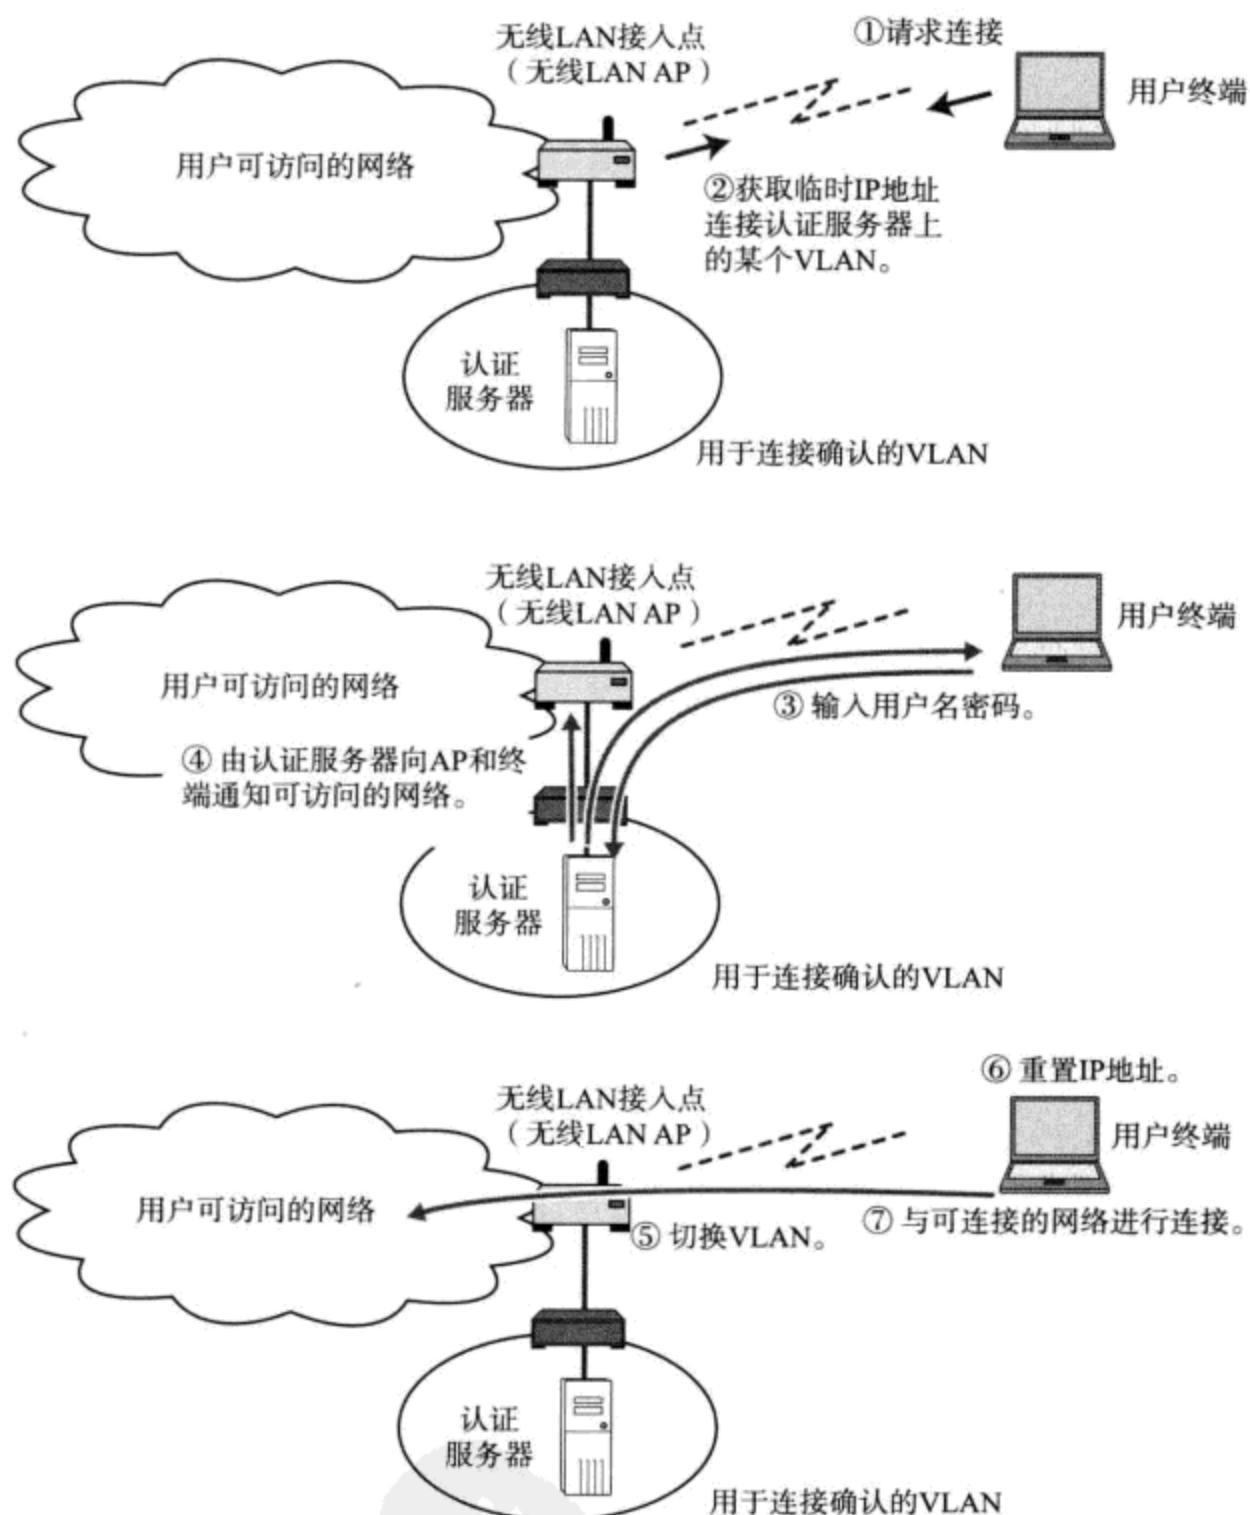 无线LAN接入点
（无线LAN AP）
①请求连接
用户终端
用户可访问的网络
②获取临时IP地址
连接认证服务器上
的某个VLAN。
认证
服务器
用于连接确认的VLAN
无线LAN接入点
（无线LAN AP）
用户终端
用户可访问的网络
③ 输入用户名密码。
④ 由认证服务器向AP和终
端通知可访问的网络。
认证
服务器
用于连接确认的VLAN
⑥ 重置IP地址。
无线LAN接入点
（无线LAN AP）
用户终端
用户可访问的网络
⑤ 切换VLAN。
⑦ 与可连接的网络进行连接。
认证
服务器
用于连接确认的VLAN